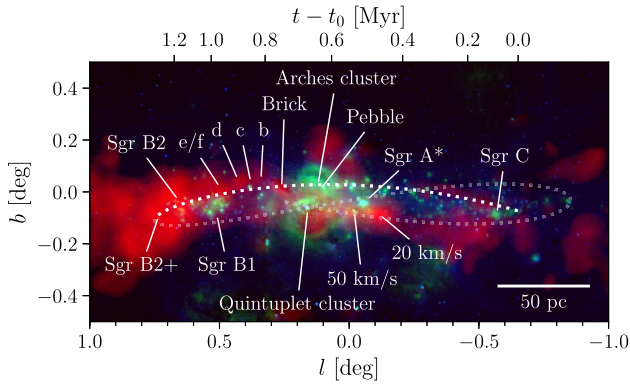 t − t₀ [Myr]
1.2 1.0 0.8 0.6 0.4 0.2 0.0
Arches cluster
Brick
Pebble
Sgr B2
e/f
d
c
b
Sgr A*
Sgr C
Sgr B2+
Sgr B1
20 km/s
50 km/s
Quintuplet cluster
50 pc
0.4
0.2
0.0
−0.2
−0.4
b [deg]
1.0 0.5 0.0 −0.5 −1.0
l [deg]